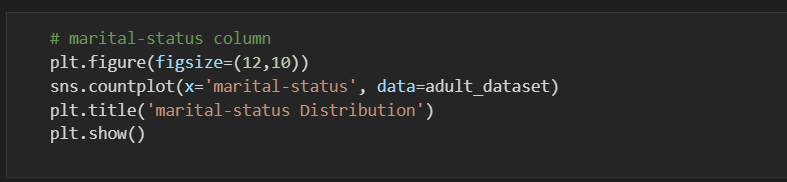 # marital-status column
plt.figure(figsize=(12,10))
sns.countplot(x='marital-status', data=adult_dataset)
plt.title('marital-status Distribution')
plt.show()